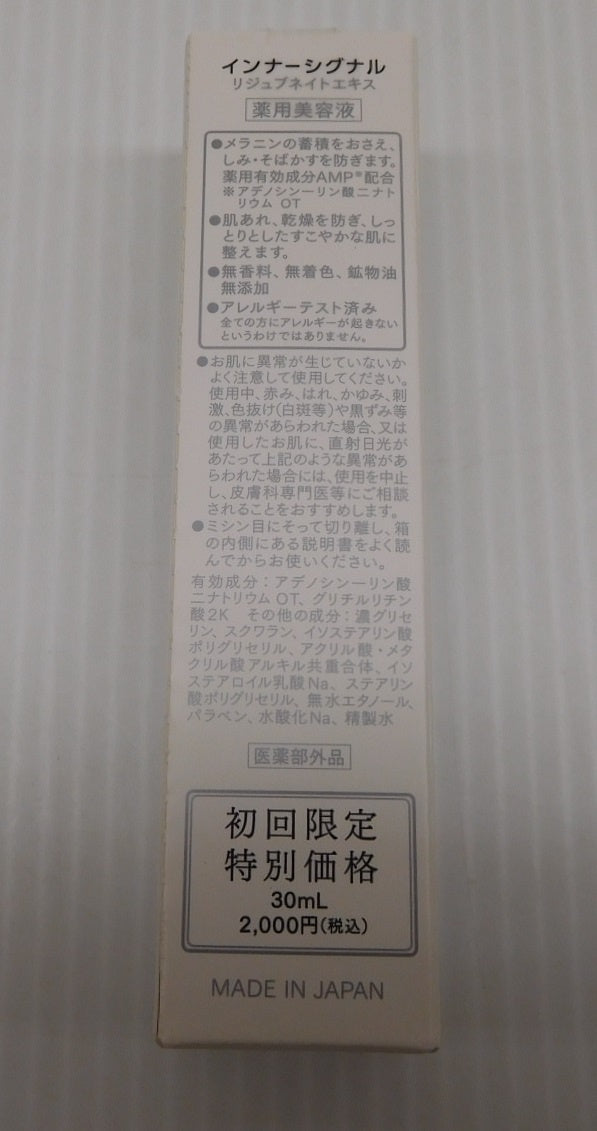 インナーシグナル
リジュブネイトエキス
薬用美容液
●メラニンの蓄積をおさえ、
しみ・そばかすを防ぎます。
薬用有効成分AMP※配合
※アデノシン一リン酸二ナト
リウム OT
●肌あれ、乾燥を防ぎ、しっ
とりとしたすこやかな肌に
整えます。
●無香料、無着色、鉱物油
無添加
●アレルギーテスト済み
全ての方にアレルギーが起きない
というわけではありません。
●お肌に異常が生じていないか
よく注意して使用してください。
使用中、赤み、はれ、かゆみ、刺
激、色抜け(白斑等)や黒ずみ等
の異常があらわれた場合、又は
使用したお肌に、直射日光が
あたって上記のような異常があ
らわれた場合には、使用を中止
し、皮膚科専門医等にご相談
されることをおすすめします。
●ミシン目にそって切り離し、箱
の内側にある説明書をよく読
んでからお使いください。
有効成分：アデノシン一リン酸
二ナトリウム OT、グリチルリチン
酸2K その他の成分：濃グリセ
リン、スクワラン、イソステアリン酸
ポリグリセリル、アクリル酸・メタ
クリル酸アルキル共重合体、イソ
ステアロイル乳酸Na、ステアリン
酸ポリグリセリル、無水エタノール、
パラベン、水酸化Na、精製水
医薬部外品
初回限定
特別価格
30mL
2,000円(税込)
MADE IN JAPAN